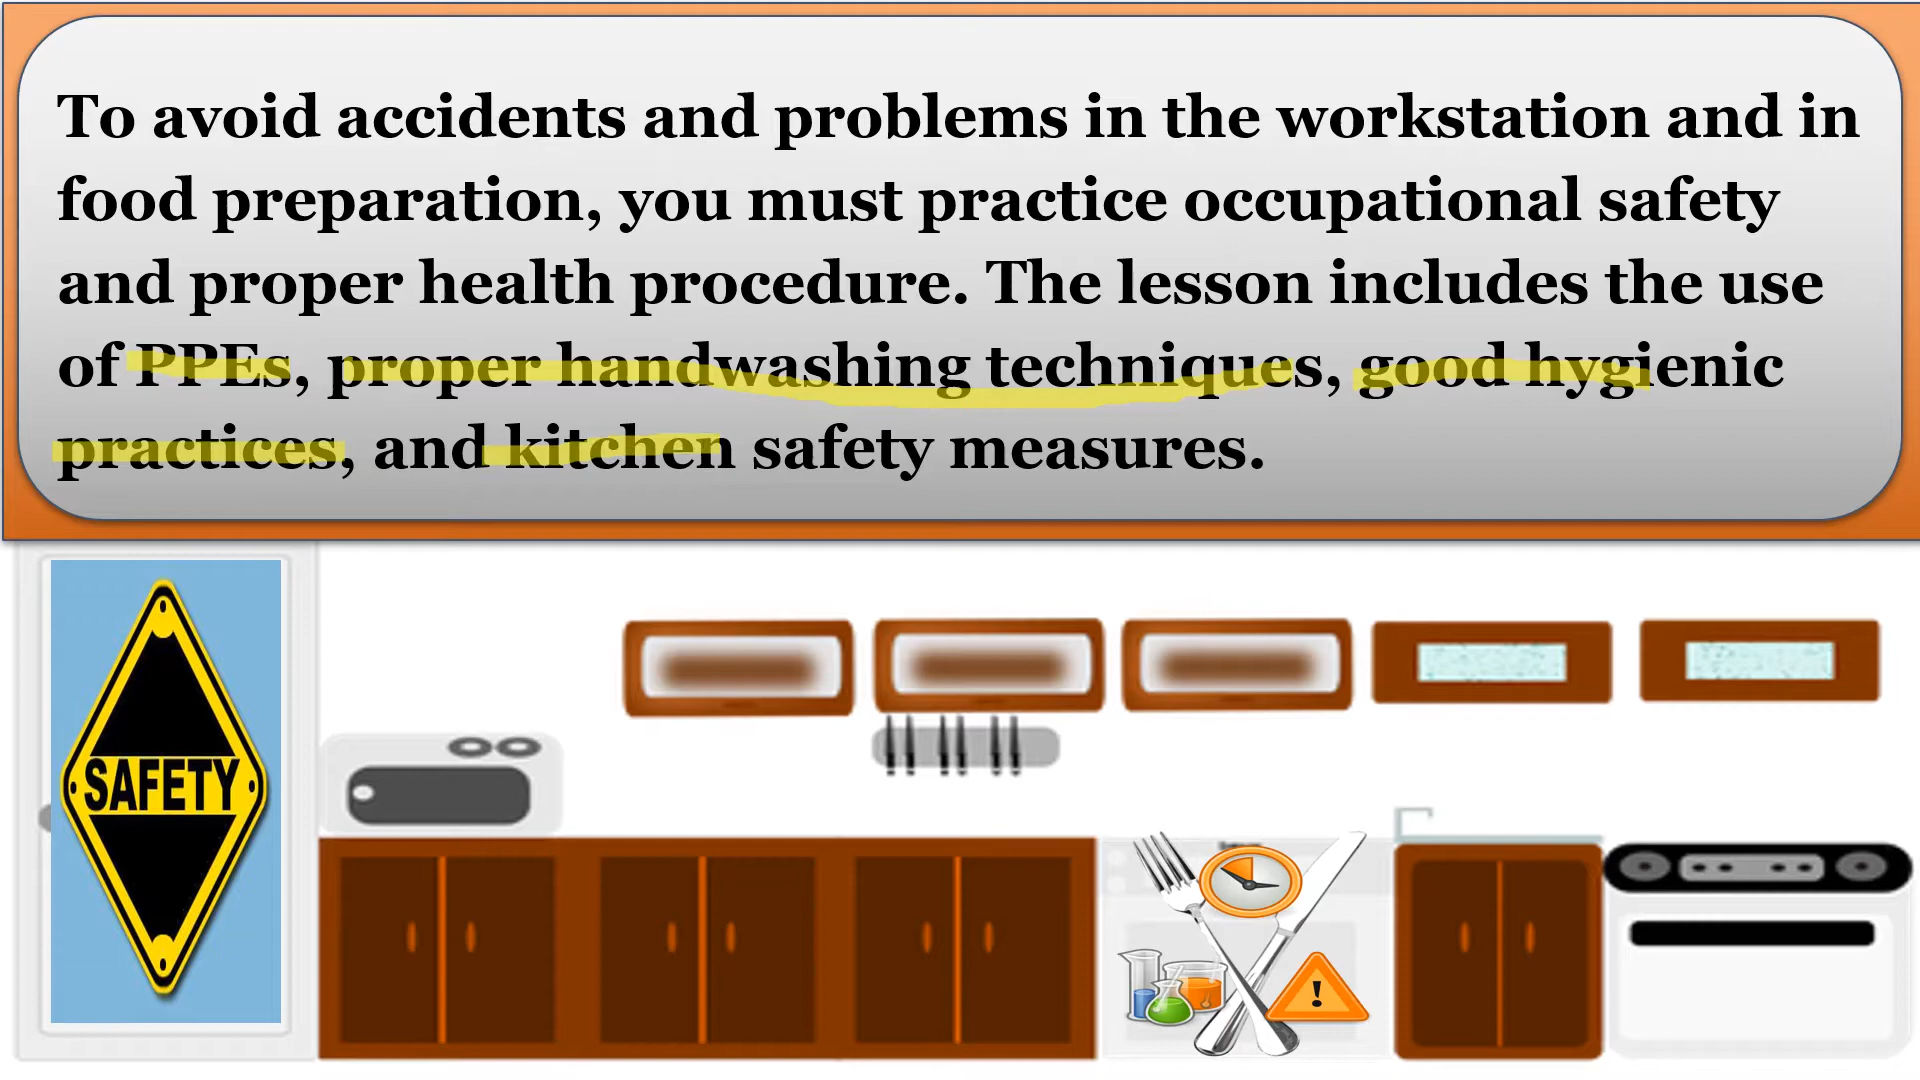 To avoid accidents and problems in the workstation and in
food preparation, you must practice occupational safety
and proper health procedure. The lesson includes the use
of PPEs, proper handwashing techniques, good hygienic
practices, and kitchen safety measures.
SAFETY
!